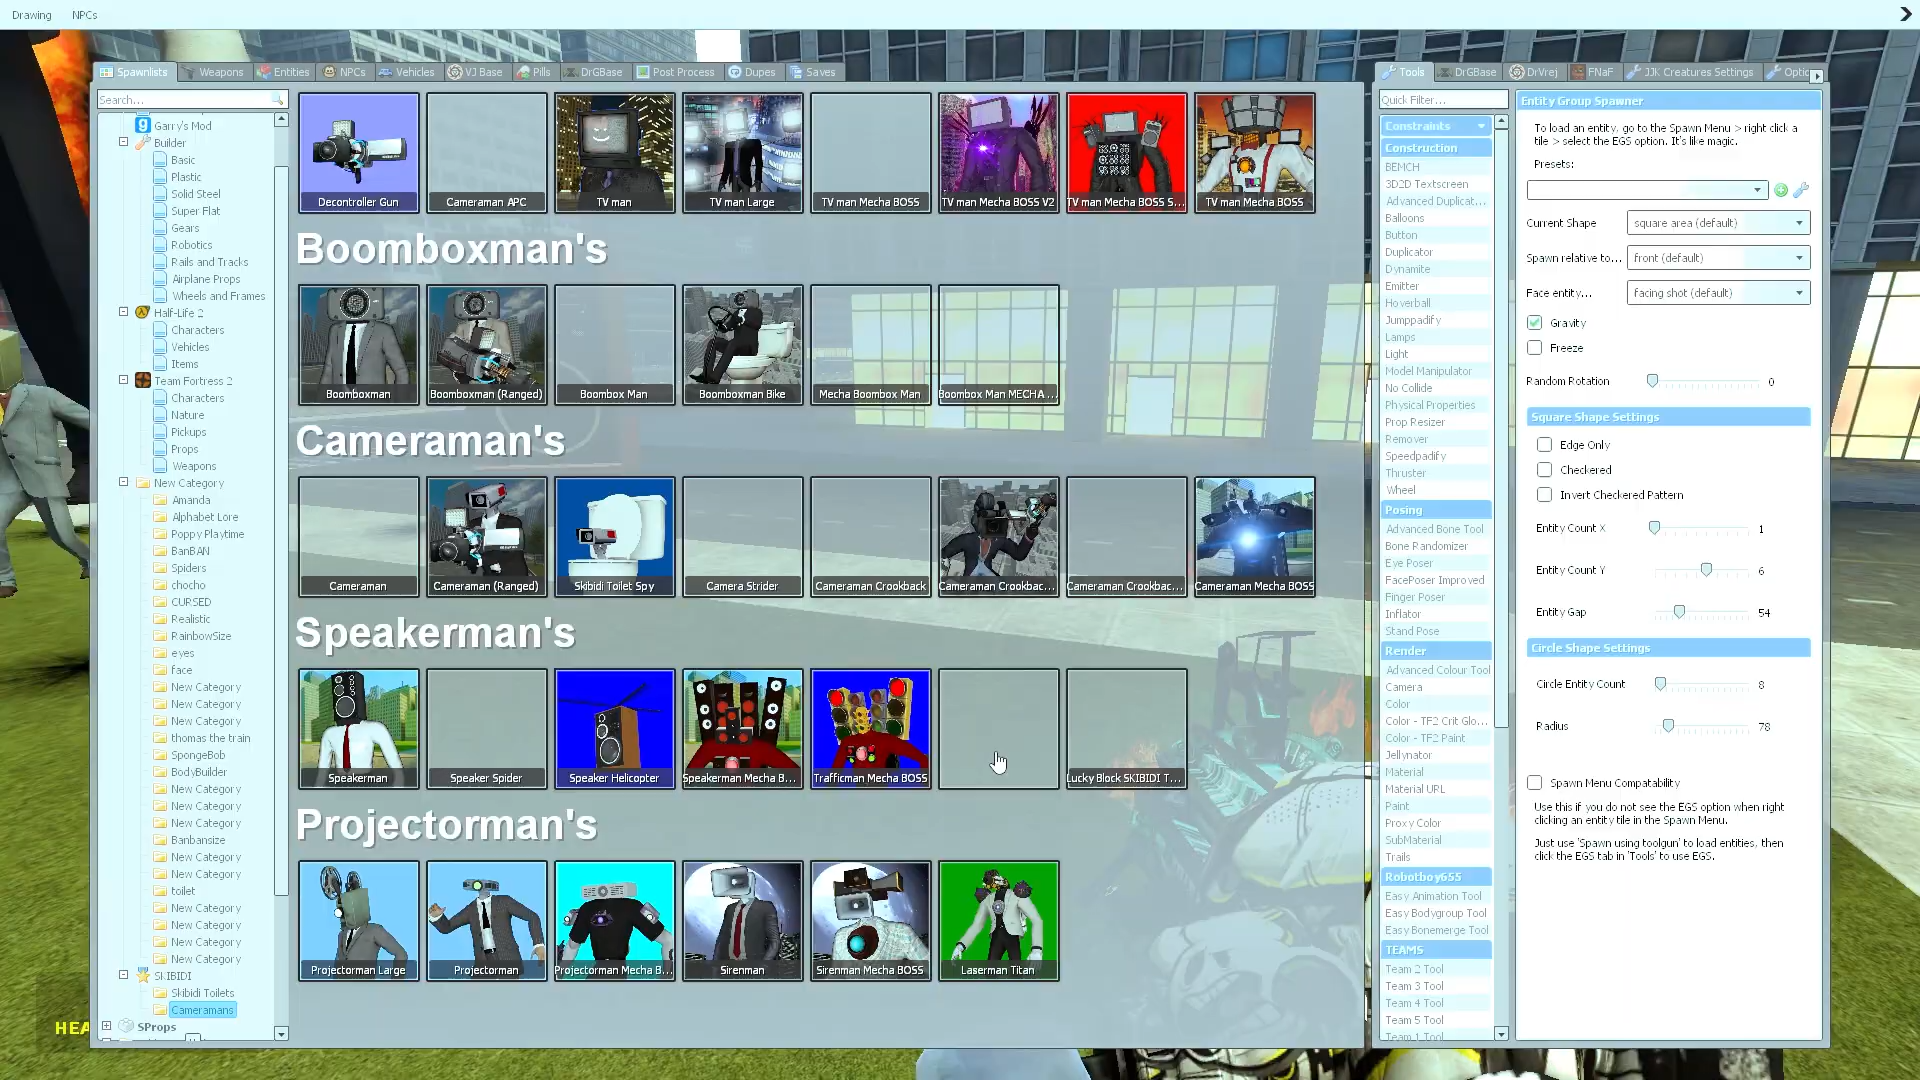 Drawing NPCs
Spawnlists Weapons Entities NPCs Vehicles VJ Base Pills DrGBase Post Process Dupes Saves
Search...
Garry's Mod
Builder
Basic
Plastic
Solid Steel
Super Flat
Gears
Robotics
Rails and Tracks
Airplane Props
Wheels and Frames
Half-Life 2
Characters
Vehicles
Items
Team Fortress 2
Characters
Nature
Pickups
Props
Weapons
New Category
Amanda
Alphabet Lore
Poppy Playtime
BanBAN
Spiders
chocho
CURSED
Realistic
RainbowSize
eyes
face
New Category
New Category
New Category
thomas the train
SpongeBob
BodyBuilder
New Category
New Category
New Category
Banbansize
New Category
New Category
toilet
New Category
New Category
New Category
New Category
SKIBIDI
Skibidi Toilets
Cameramans
SProps
HEA
Decontroller Gun Cameraman APC TV man TV man Large TV man Mecha BOSS TV man Mecha BOSS V2 TV man Mecha BOSS S... TV man Mecha BOSS
Boomboxman's
Boomboxman Boomboxman (Ranged) Boombox Man Boomboxman Bike Mecha Boombox Man Boombox Man MECHA ...
Cameraman's
Cameraman Cameraman (Ranged) Skibidi Toilet Spy Camera Strider Cameraman Crookback Cameraman Crookbac... Cameraman Crookbac... Cameraman Mecha BOSS
Speakerman's
Speakerman Speaker Spider Speaker Helicopter Speakerman Mecha B... Trafficman Mecha BOSS Lucky Block SKIBIDI T...
Projectorman's
Projectorman Large Projectorman Projectorman Mecha B... Sirenman Sirenman Mecha BOSS Laserman Titan
Tools DrGBase DrVrej FNaF JJK Creatures Settings Optic
Quick Filter...
Constraints
Construction
BEMCH
3D2D Textscreen
Advanced Duplicat...
Balloons
Button
Duplicator
Dynamite
Emitter
Hoverball
Jumppadify
Lamps
Light
Model Manipulator
No Collide
Physical Properties
Prop Resizer
Remover
Speedpadify
Thruster
Wheel
Posing
Advanced Bone Tool
Bone Randomizer
Eye Poser
FacePoser Improved
Finger Poser
Inflator
Stand Pose
Render
Advanced Colour Tool
Camera
Color
Color - TF2 Crit Glo...
Color - TF2 Paint
Jellynator
Material
Material URL
Paint
Proxy Color
SubMaterial
Trails
Robotboy655
Easy Animation Tool
Easy Bodygroup Tool
Easy Bonemerge Tool
TEAMS
Team 2 Tool
Team 3 Tool
Team 4 Tool
Team 5 Tool
Team 1 Tool
Entity Group Spawner
To load an entity, go to the Spawn Menu > right click a
tile > select the EGS option. It's like magic.
Presets:
Current Shape square area (default)
Spawn relative to... front (default)
Face entity... facing shot (default)
Gravity
Freeze
Random Rotation 0
Square Shape Settings
Edge Only
Checkered
Invert Checkered Pattern
Entity Count X 1
Entity Count Y 6
Entity Gap 54
Circle Shape Settings
Circle Entity Count 8
Radius 78
Spawn Menu Compatability
Use this if you do not see the EGS option when right
clicking an entity tile in the Spawn Menu.
Just use 'Spawn using toolgun' to load entities, then
click the EGS tab in 'Tools' to use EGS.